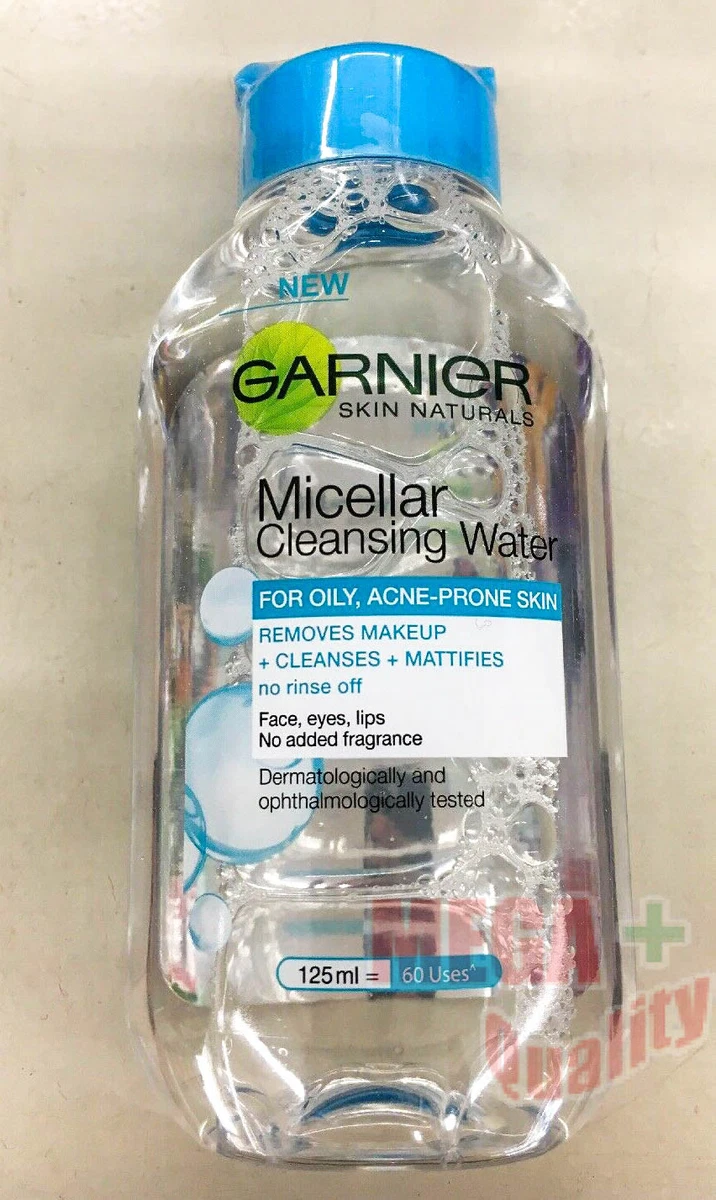 NEW
GARNIER
SKIN NATURALS
Micellar
Cleansing Water
FOR OILY, ACNE-PRONE SKIN
REMOVES MAKEUP
+ CLEANSES + MATTIFIES
no rinse off
Face, eyes, lips
No added fragrance
Dermatologically and
ophthalmologically tested
125ml = 60 Uses^
MEGA +
Quality